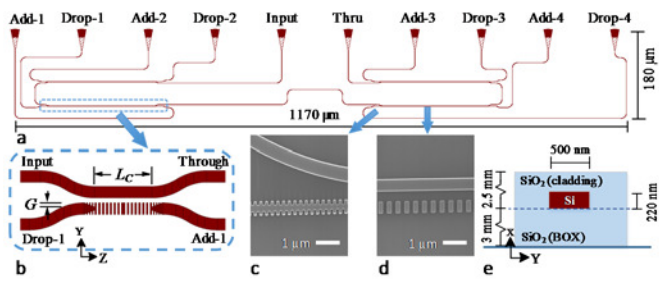 Add-1 Drop-1 Add-2 Drop-2 Input Thru Add-3 Drop-3 Add-4 Drop-4
180 µm
1170 µm
a
Input Through
L_C
G
Drop-1 Add-1
Y
Z
b
1 µm
c
1 µm
d
500 nm
SiO₂(cladding)
Si
220 nm
2.5 mm
3 mm
SiO₂(BOX)
X
Y
e